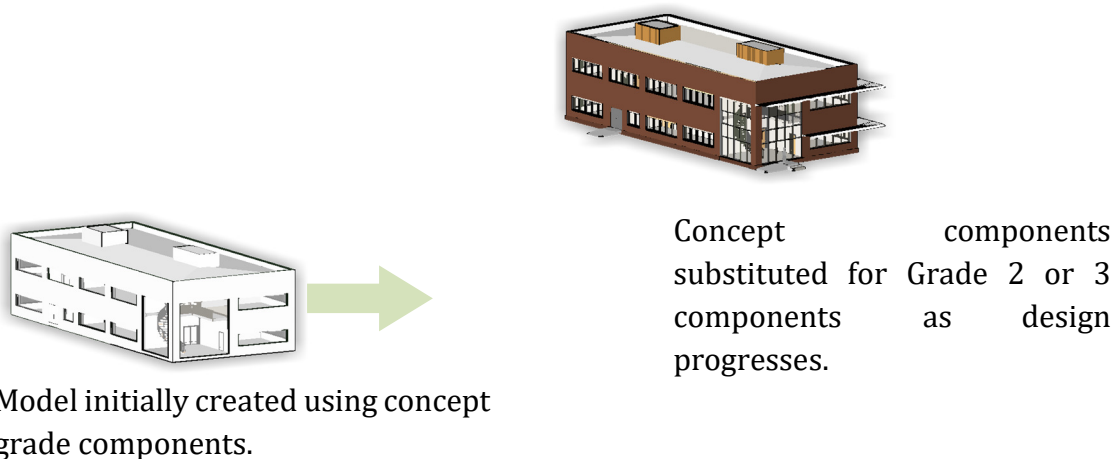 Concept components
substituted for Grade 2 or 3
components as design
progresses.
Model initially created using concept
grade components.